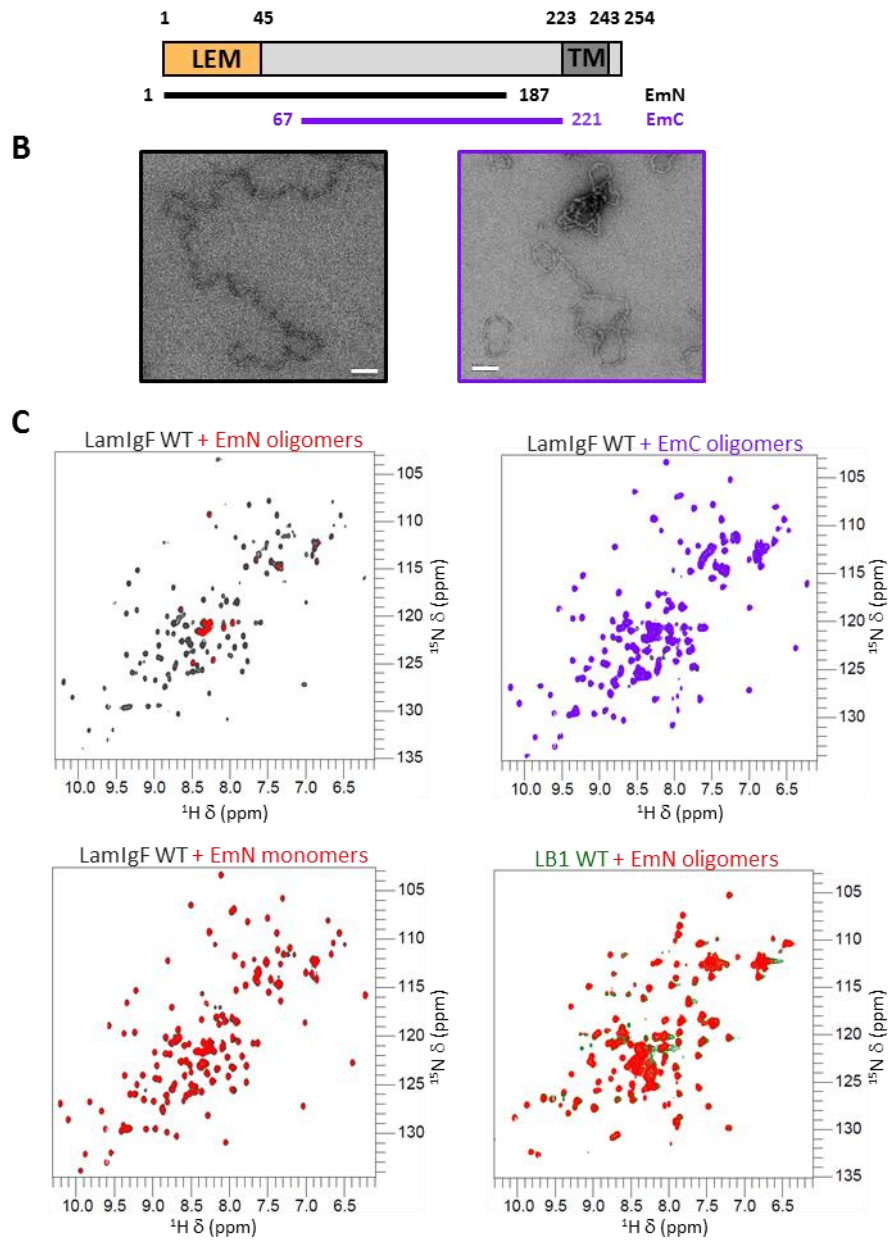 1 45 223 243 254
LEM TM
1 187 EmN
67 221 EmC
B
C
LamIgF WT + EmN oligomers
105
110
115
120
125
130
135
15N δ (ppm)
10.0 9.5 9.0 8.5 8.0 7.5 7.0 6.5
1H δ (ppm)
LamIgF WT + EmC oligomers
105
110
115
120
125
130
15N δ (ppm)
10.0 9.5 9.0 8.5 8.0 7.5 7.0 6.5
1H δ (ppm)
LamIgF WT + EmN monomers
105
110
115
120
125
130
15N δ (ppm)
10.0 9.5 9.0 8.5 8.0 7.5 7.0 6.5
1H δ (ppm)
LB1 WT + EmN oligomers
105
110
115
120
125
130
135
15N δ (ppm)
10.0 9.5 9.0 8.5 8.0 7.5 7.0 6.5
1H δ (ppm)